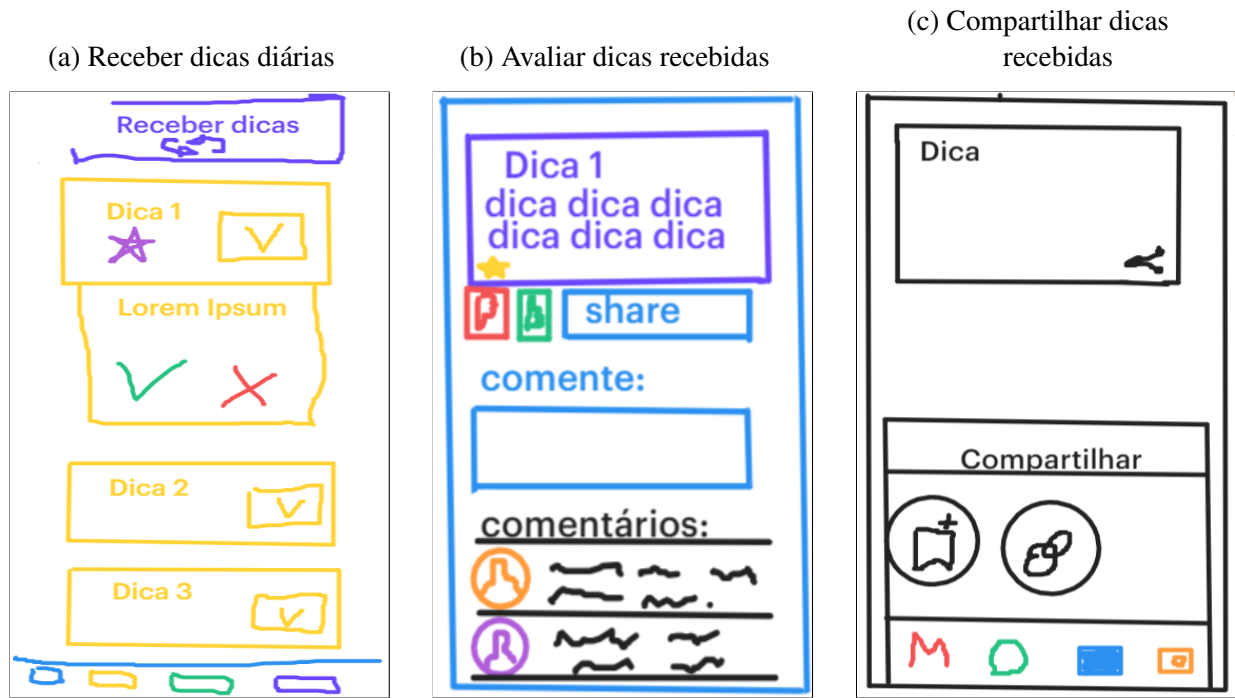 (a) Receber dicas diárias
Receber dicas
Dica 1
Lorem Ipsum
Dica 2
Dica 3
(b) Avaliar dicas recebidas
Dica 1
dica dica dica
dica dica dica
share
comente:
comentários:
(c) Compartilhar dicas
recebidas
Dica
Compartilhar